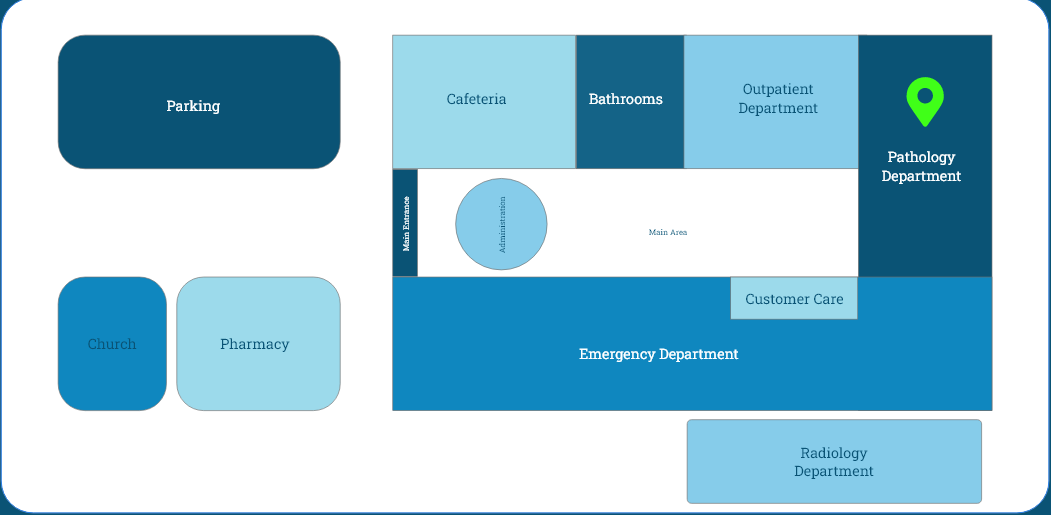 Parking
Cafeteria
Bathrooms
Outpatient
Department
Pathology
Department
Main Entrance
Administration
Main Area
Church
Pharmacy
Customer Care
Emergency Department
Radiology
Department